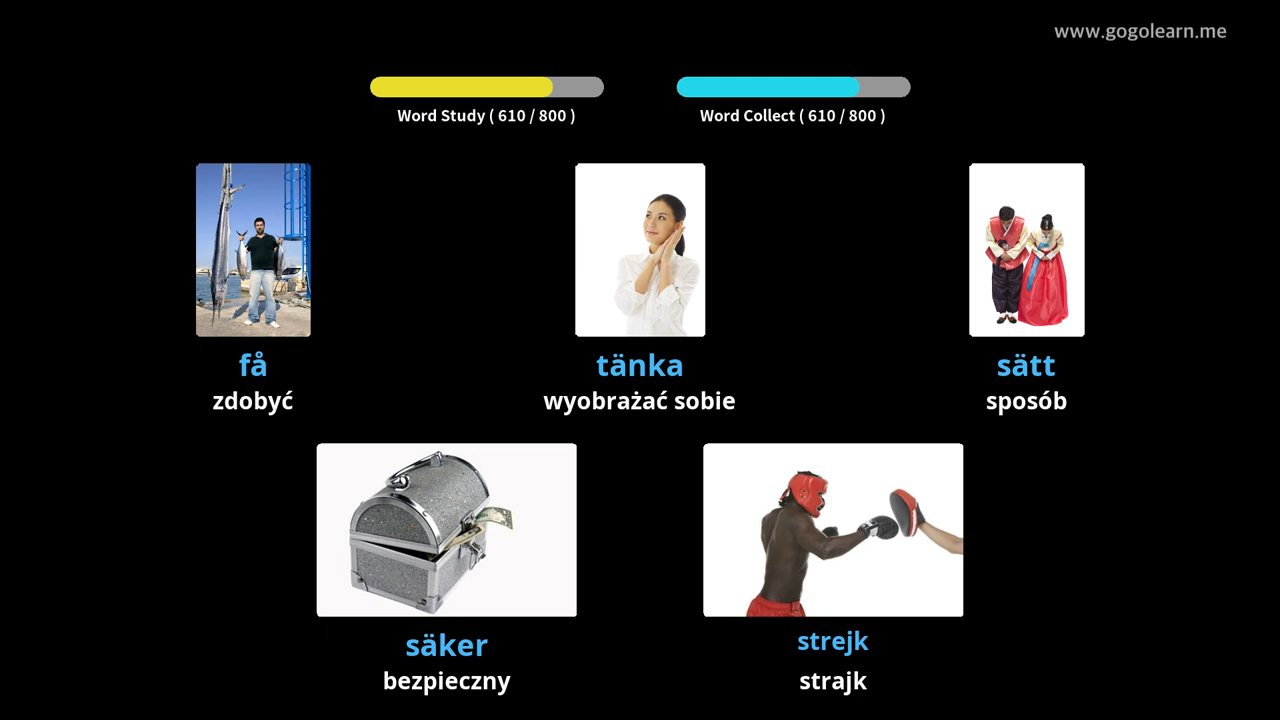 www.gogolearn.me
Word Study ( 610 / 800 )
Word Collect ( 610 / 800 )
få
tänka
sätt
zdobyć
wyobrażać sobie
sposób
säker
strejk
bezpieczny
strajk